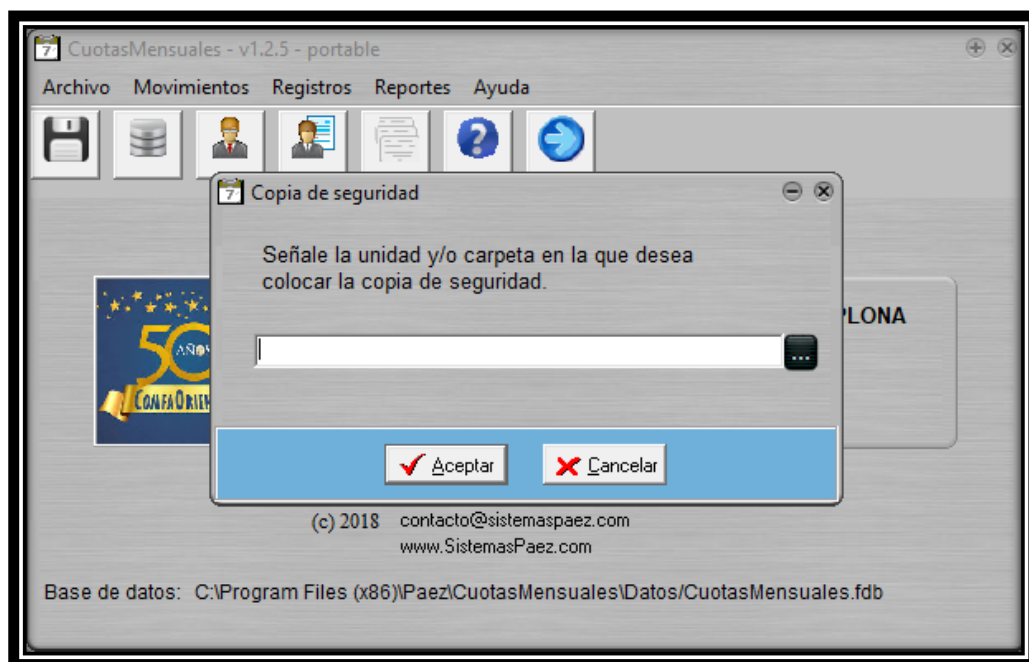 CuotasMensuales - v1.2.5 - portable
Archivo Movimientos Registros Reportes Ayuda
Copia de seguridad
Señale la unidad y/o carpeta en la que desea
colocar la copia de seguridad.
...
50
AÑOS
PLONA
Aceptar Cancelar
(c) 2018 contacto@sistemaspaez.com
www.SistemasPaez.com
Base de datos: C:\Program Files (x86)\Paez\CuotasMensuales\Datos/CuotasMensuales.fdb